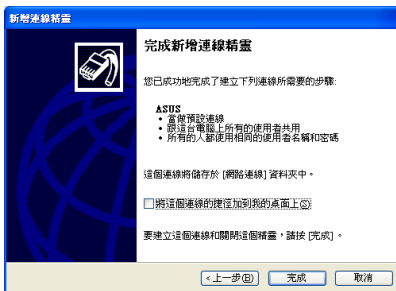 新增連線精靈
完成新增連線精靈
您已成功地完成了建立下列連線所需要的步驟:
ASUS
• 當做預設連線
• 跟這台電腦上所有的使用者共用
• 所有的人都使用相同的使用者名稱和密碼
這個連線將儲存於 [網路連線] 資料夾中。
將這個連線的捷徑加到我的桌面上(S)
要建立這個連線和關閉這個精靈，請按 [完成]。
<上一步(B)
完成
取消